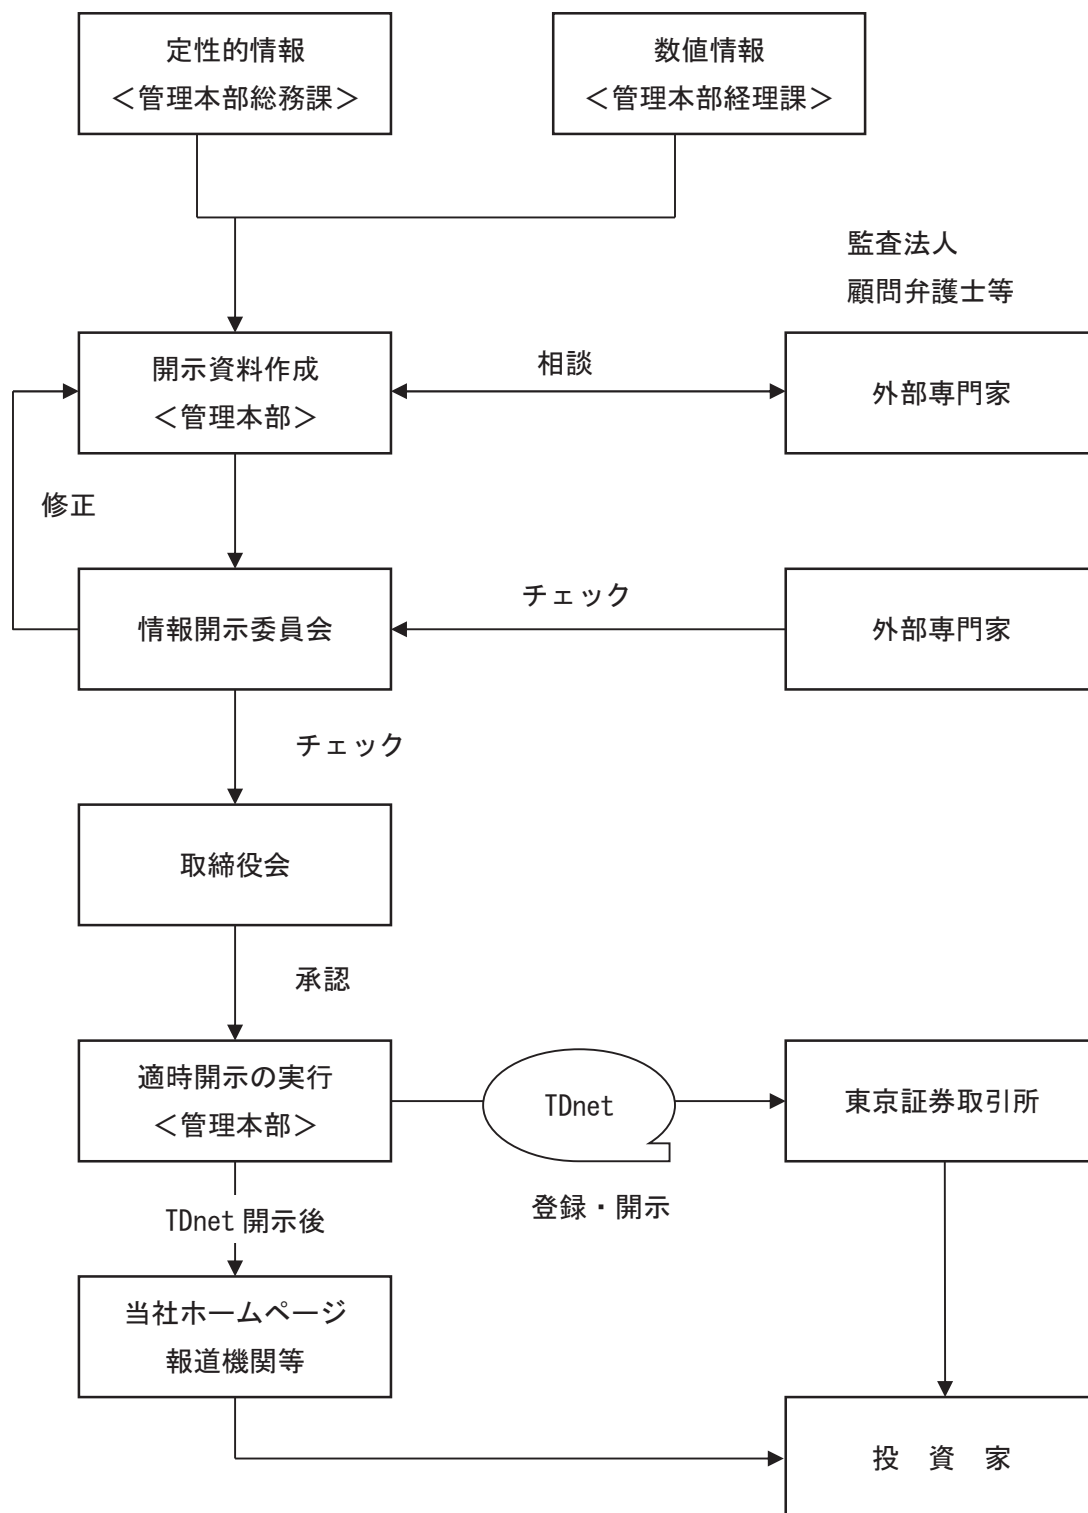 定性的情報
＜管理本部総務課＞
数値情報
＜管理本部経理課＞
監査法人
顧問弁護士等
開示資料作成
＜管理本部＞
相談
外部専門家
修正
情報開示委員会
チェック
外部専門家
チェック
取締役会
承認
適時開示の実行
＜管理本部＞
TDnet
東京証券取引所
登録・開示
TDnet 開示後
当社ホームページ
報道機関等
投　資　家